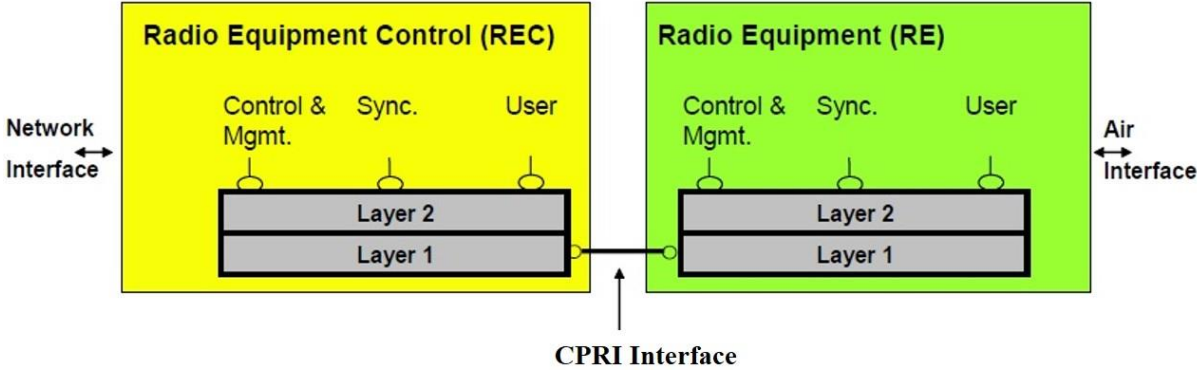 Radio Equipment Control (REC)
Radio Equipment (RE)
Control & Sync. User
Mgmt.
Control & Sync. User
Mgmt.
Network
Interface
Air
Interface
Layer 2
Layer 1
Layer 2
Layer 1
CPRI Interface